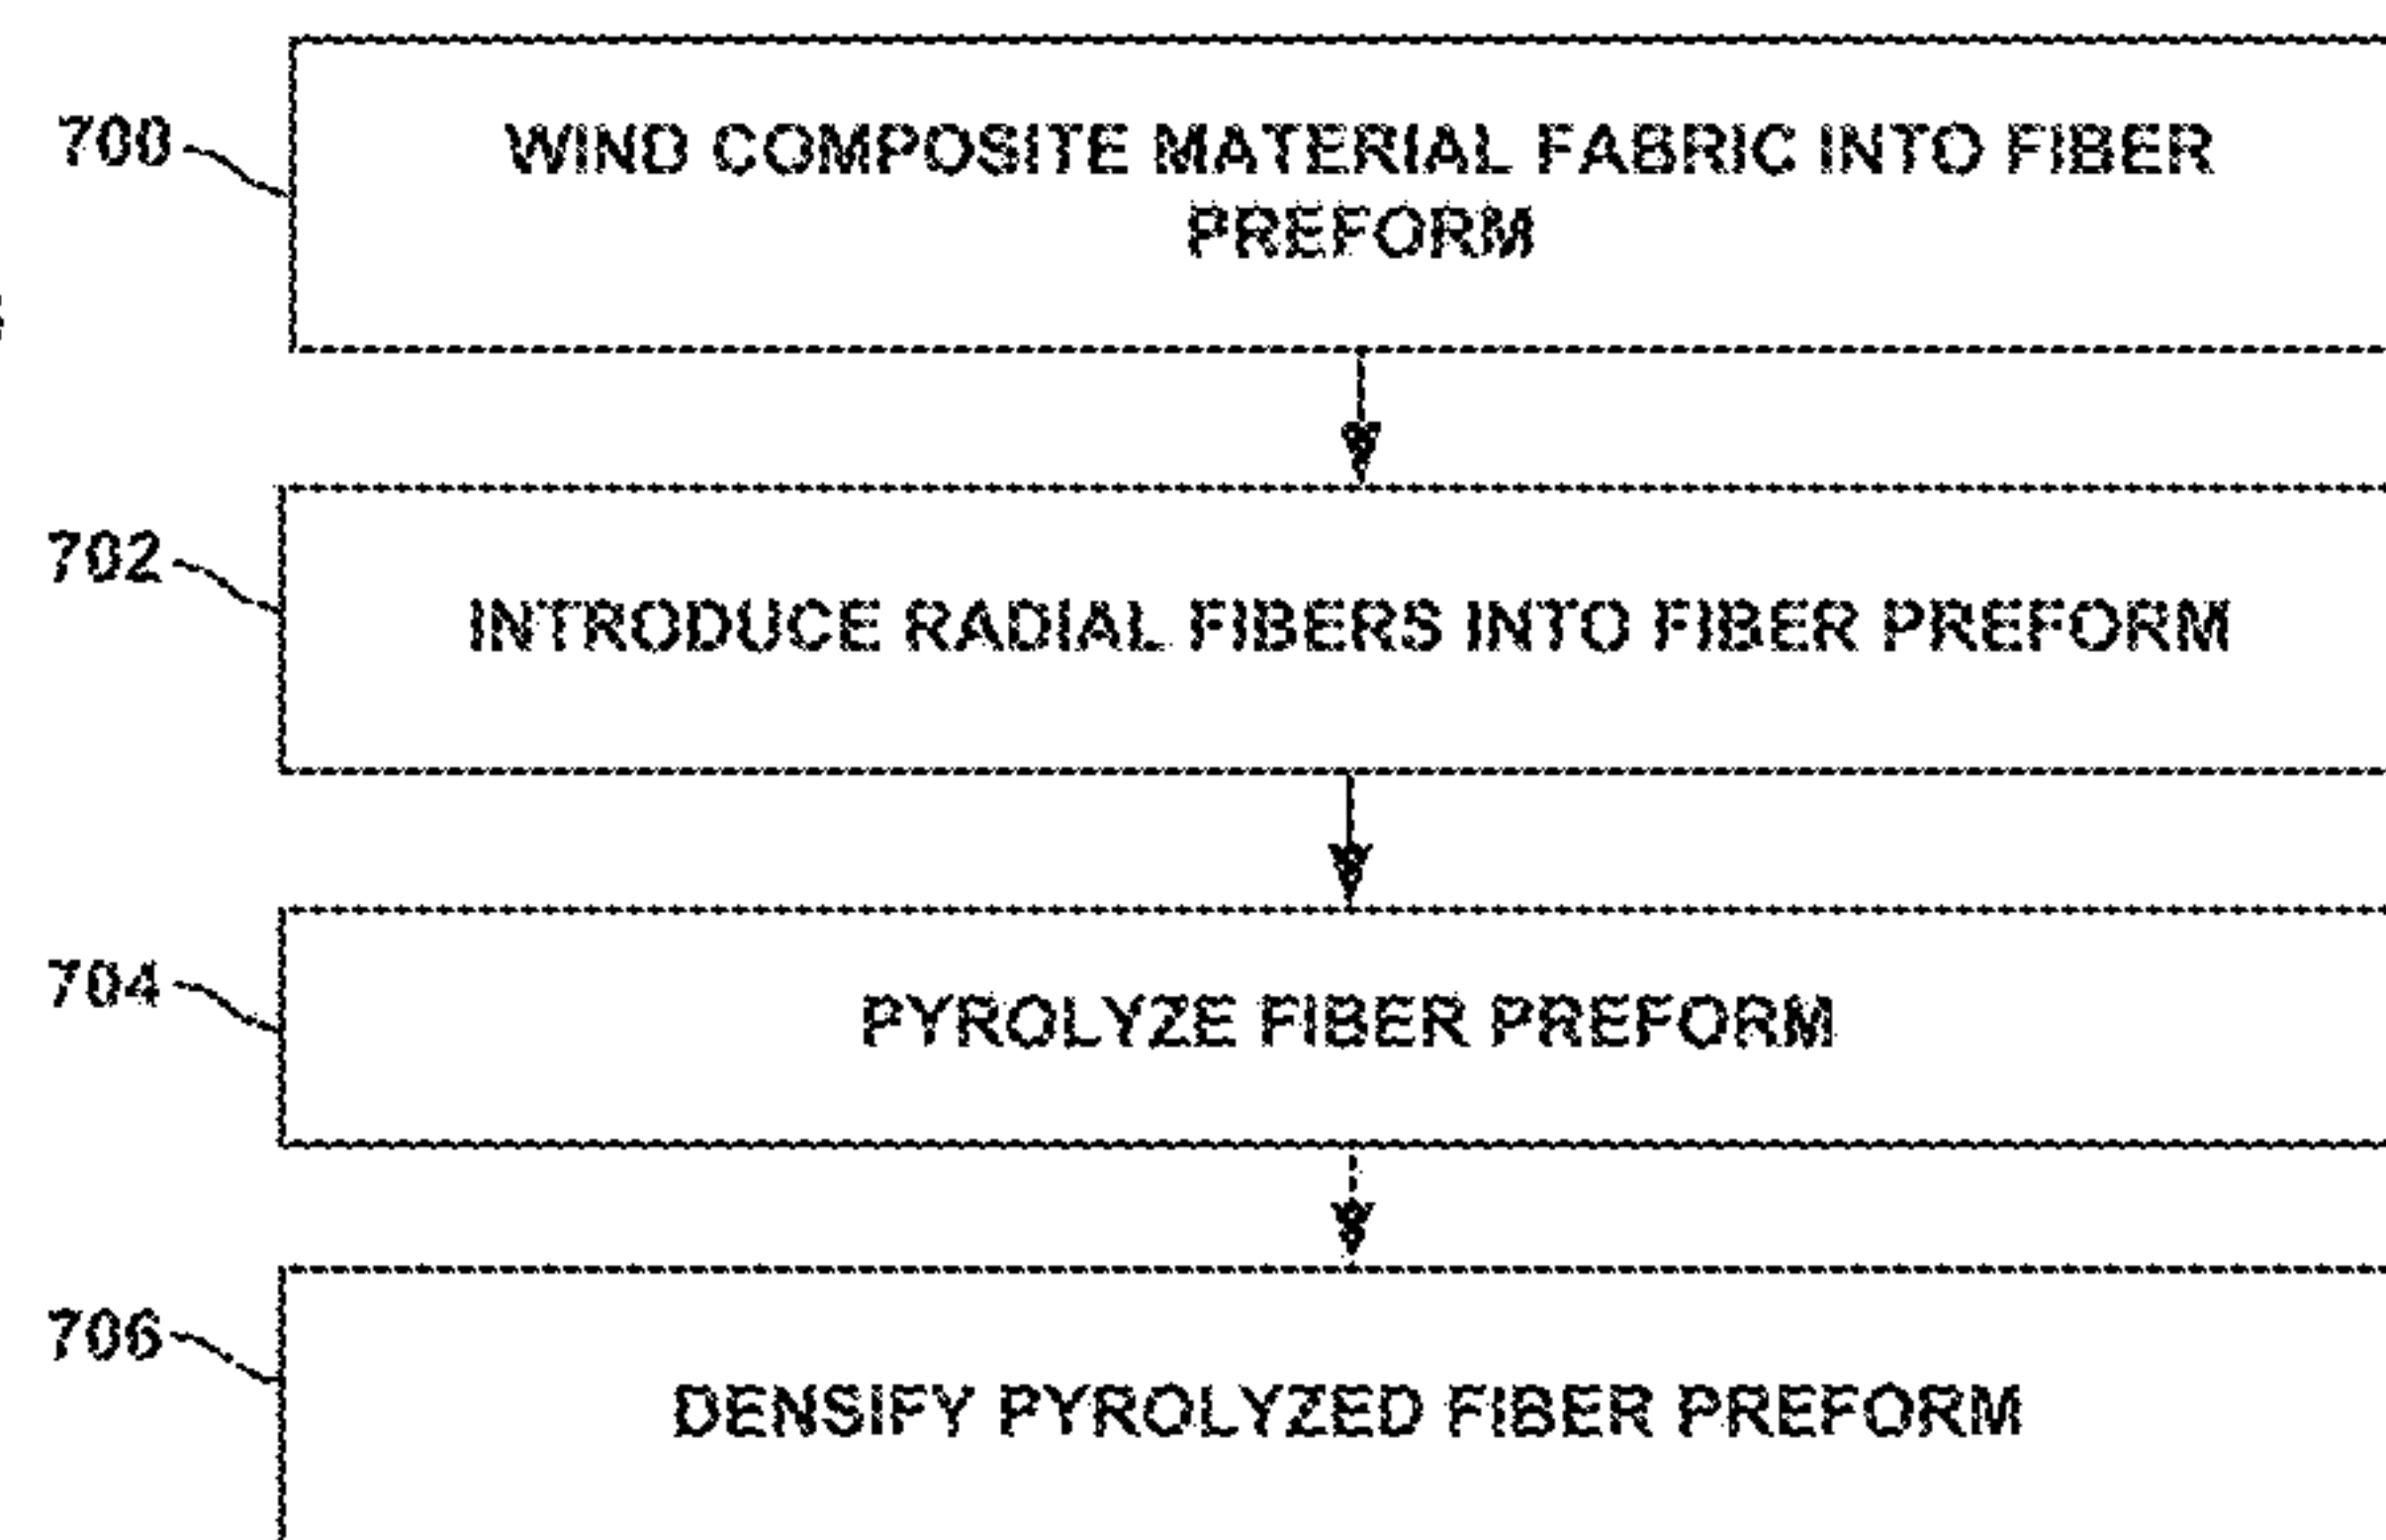 700
WIND COMPOSITE MATERIAL FABRIC INTO FIBER
PREFORM
702
INTRODUCE RADIAL FIBERS INTO FIBER PREFORM
704
PYROLYZE FIBER PREFORM
706
DENSIFY PYROLYZED FIBER PREFORM